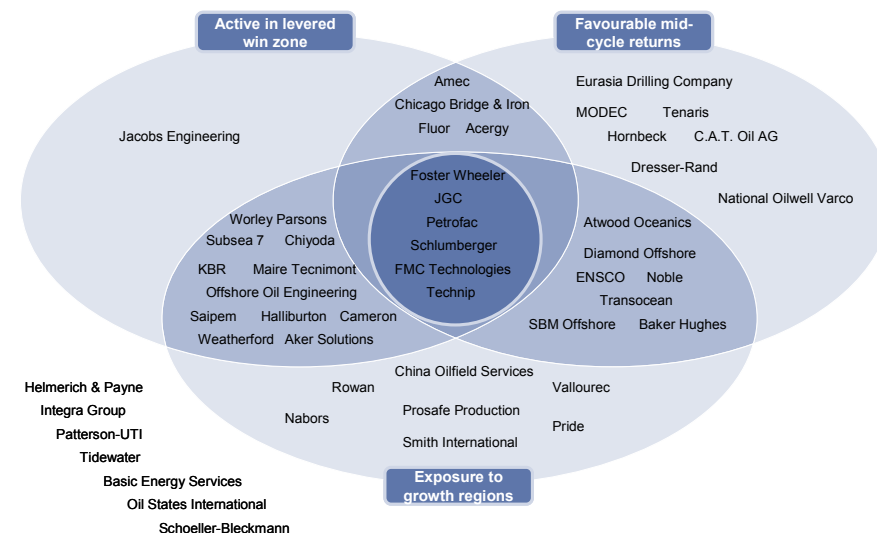 Active in levered
win zone
Favourable mid-
cycle returns
Amec
Chicago Bridge & Iron
Fluor Acergy
Eurasia Drilling Company
MODEC Tenaris
Hornbeck C.A.T. Oil AG
Dresser-Rand
National Oilwell Varco
Jacobs Engineering
Foster Wheeler
JGC
Petrofac
Schlumberger
FMC Technologies
Technip
Worley Parsons
Subsea 7 Chiyoda
KBR Maire Tecnimont
Offshore Oil Engineering
Saipem Halliburton Cameron
Weatherford Aker Solutions
Atwood Oceanics
Diamond Offshore
ENSCO Noble
Transocean
SBM Offshore Baker Hughes
China Oilfield Services
Rowan
Vallourec
Nabors
Prosafe Production
Pride
Smith International
Helmerich & Payne
Integra Group
Patterson-UTI
Tidewater
Basic Energy Services
Oil States International
Schoeller-Bleckmann
Exposure to
growth regions